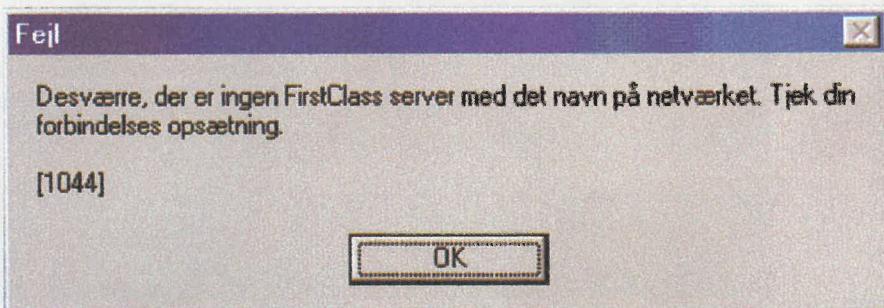 Fejl
Desværre, der er ingen FirstClass server med det navn på netværket. Tjek din
forbindelses opsætning.
[1044]
OK